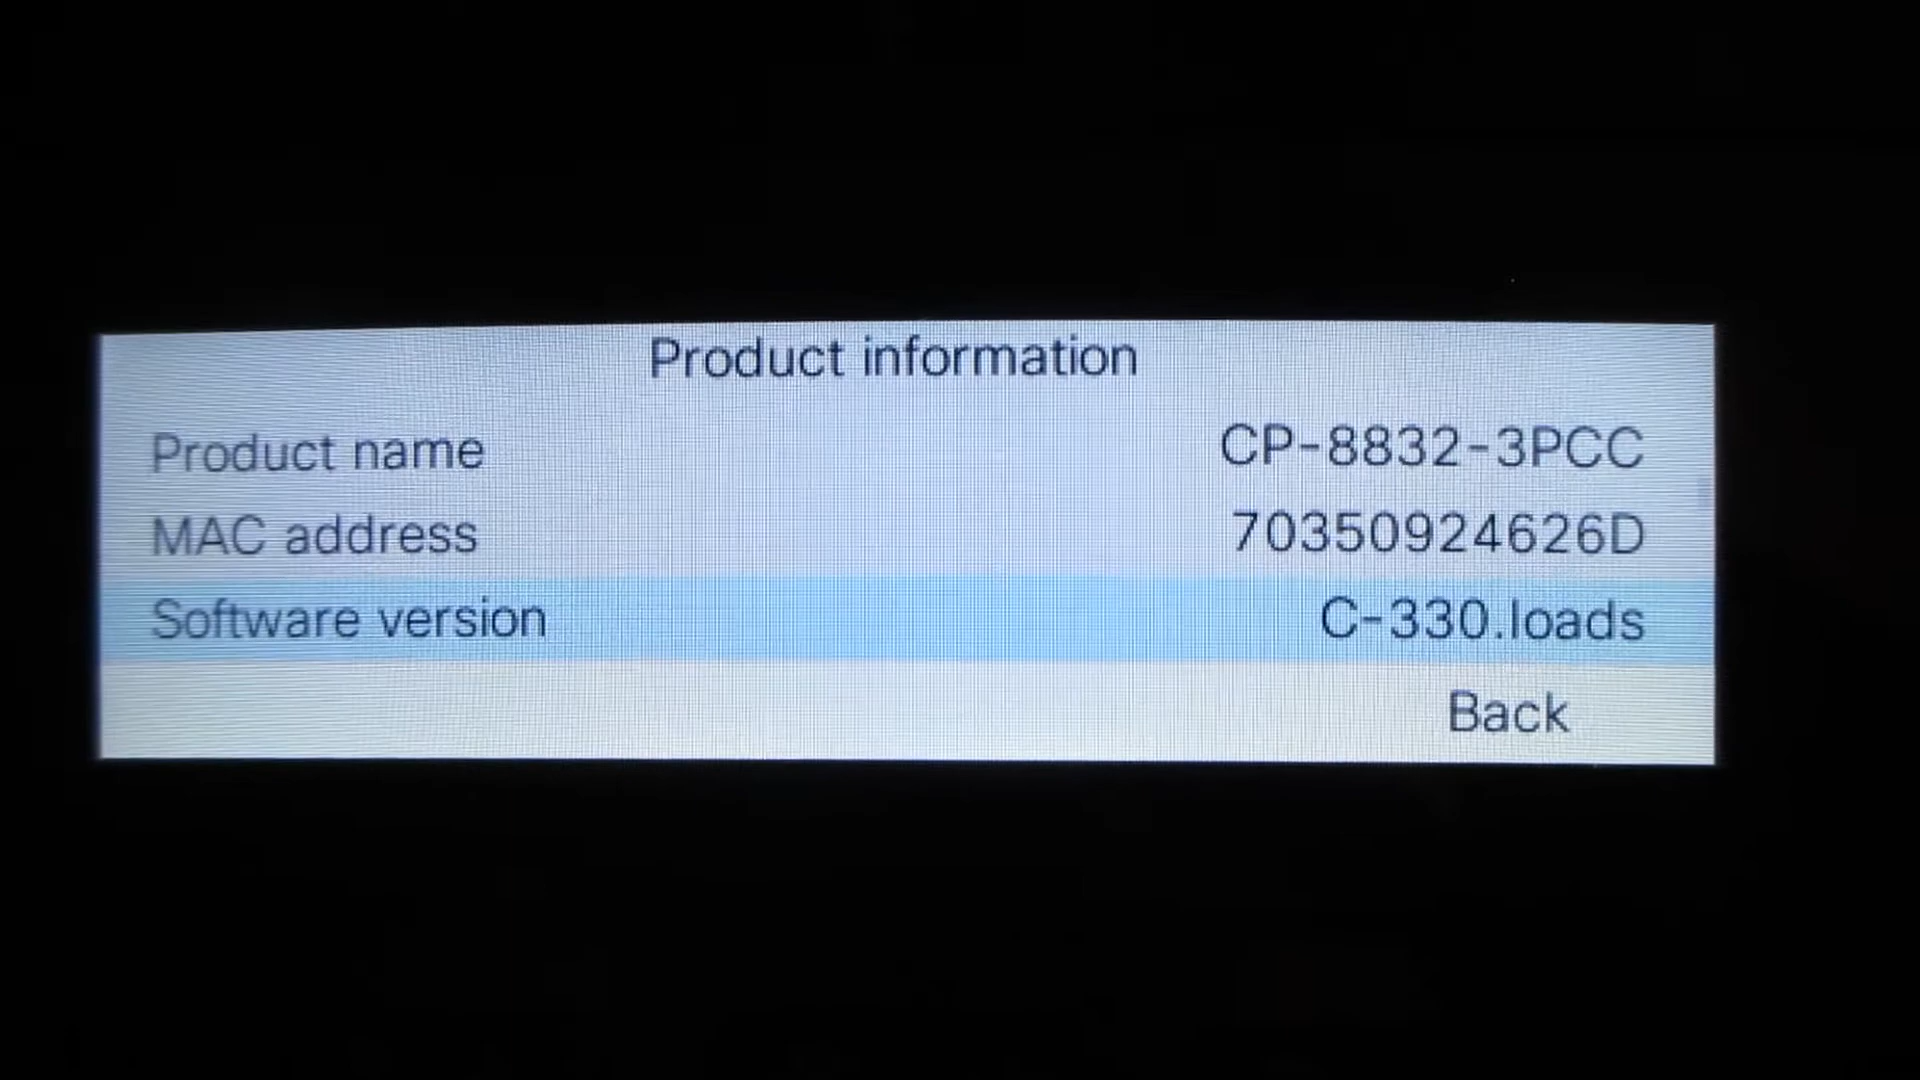 Product information
Product name CP-8832-3PCC
MAC address 70350924626D
Software version C-330.loads
Back